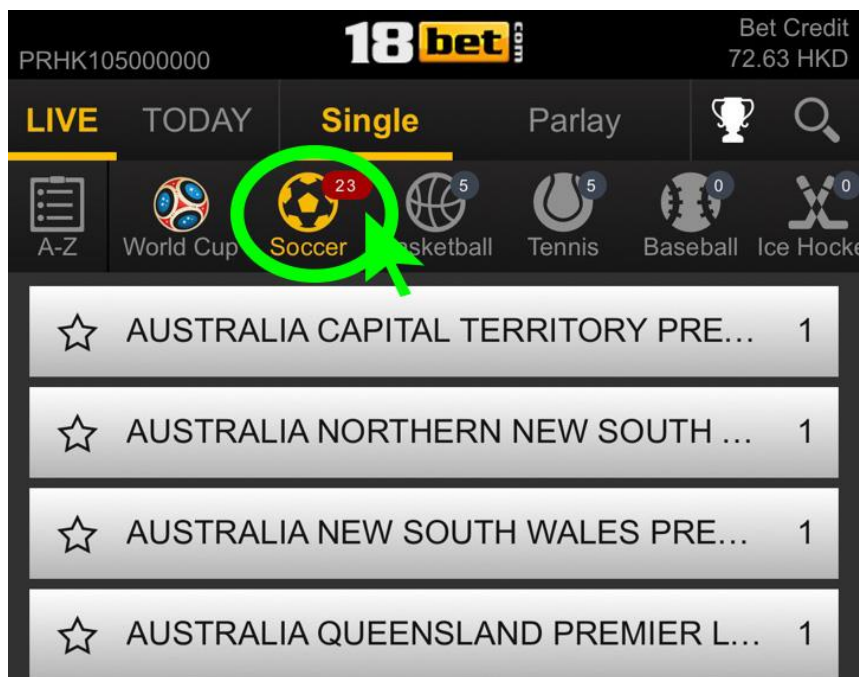 PRHK105000000
18bet.com
Bet Credit
72.63 HKD
LIVE TODAY Single Parlay
23 5 5 0 0
A-Z World Cup Soccer sketball Tennis Baseball Ice Hocke
AUSTRALIA CAPITAL TERRITORY PRE... 1
AUSTRALIA NORTHERN NEW SOUTH ... 1
AUSTRALIA NEW SOUTH WALES PRE... 1
AUSTRALIA QUEENSLAND PREMIER L... 1